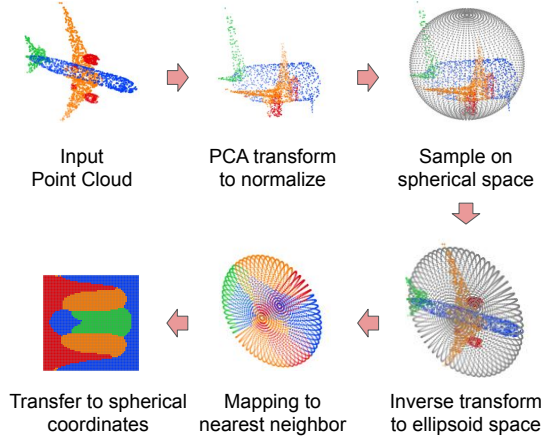 Input
Point Cloud
PCA transform
to normalize
Sample on
spherical space
Transfer to spherical
coordinates
Mapping to
nearest neighbor
Inverse transform
to ellipsoid space